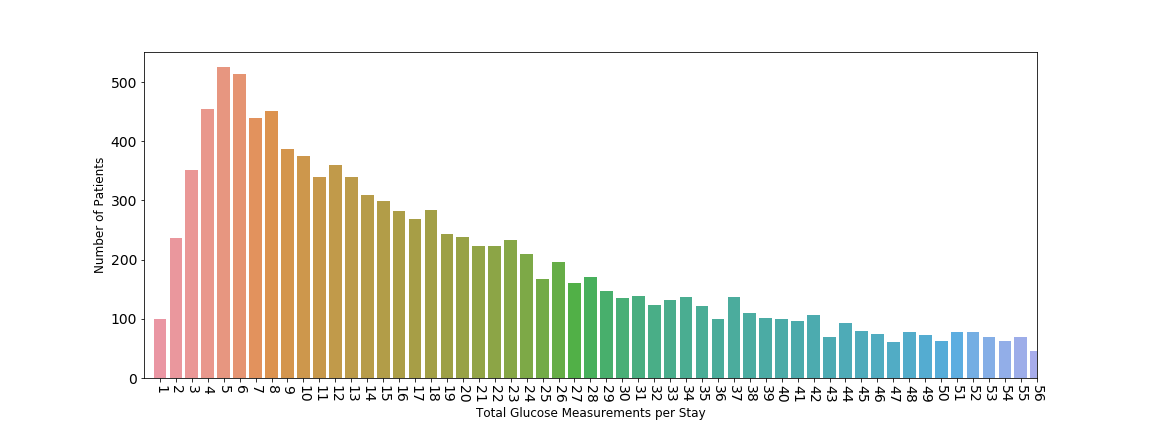 500
400
300
200
100
0
Number of Patients
1 2 3 4 5 6 7 8 9 10 11 12 13 14 15 16 17 18 19 20 21 22 23 24 25 26 27 28 29 30 31 32 33 34 35 36 37 38 39 40 41 42 43 44 45 46 47 48 49 50 51 52 53 54 55 56
Total Glucose Measurements per Stay